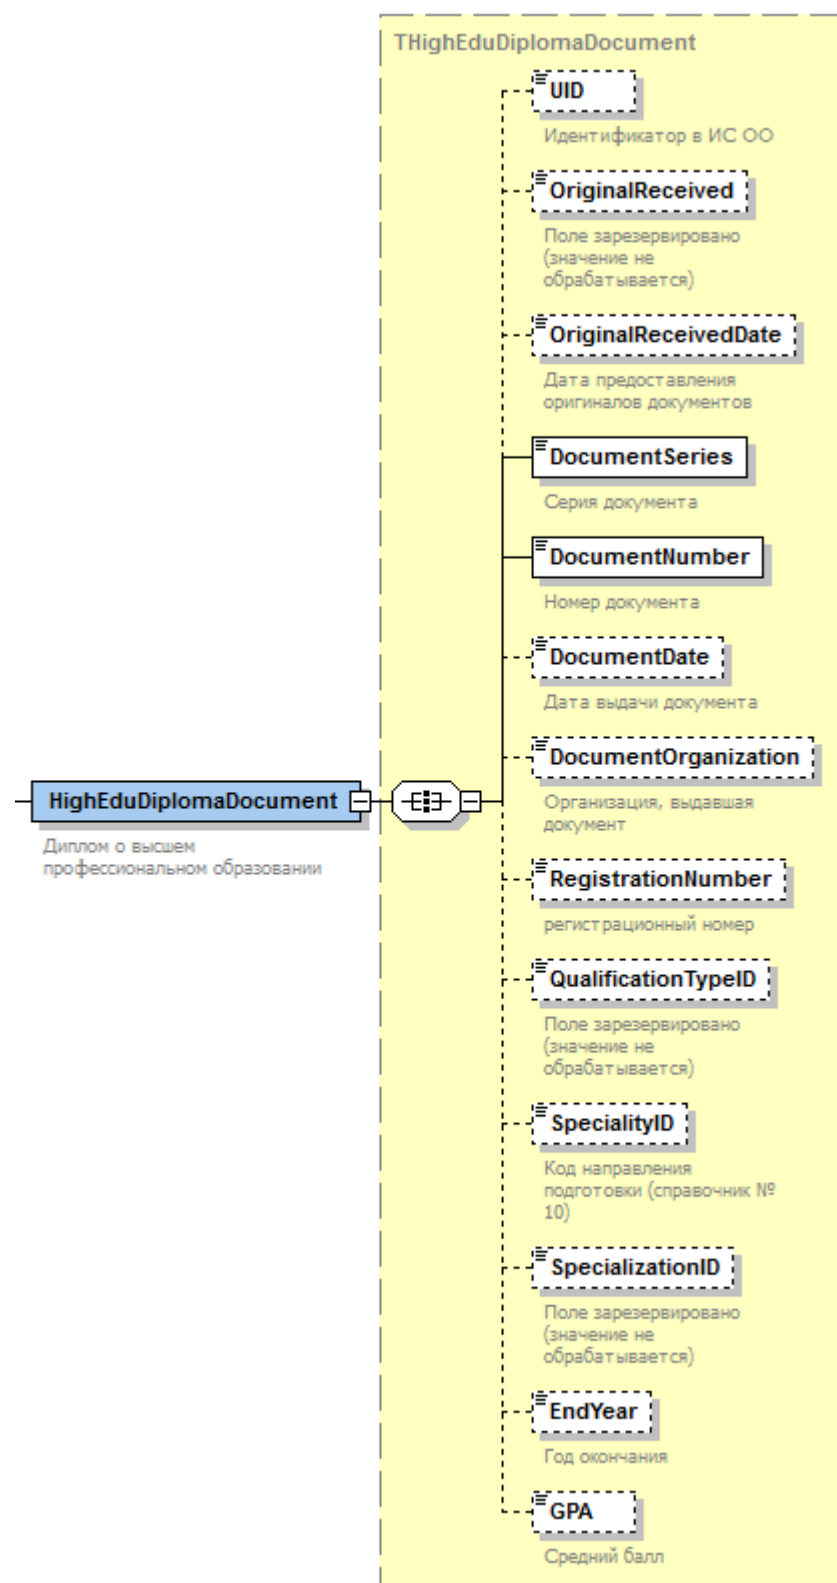 THighEduDiplomaDocument
UID
Идентификатор в ИС ОО
OriginalReceived
Поле зарезервировано
(значение не
обрабатывается)
OriginalReceivedDate
Дата предоставления
оригиналов документов
DocumentSeries
Серия документа
DocumentNumber
Номер документа
DocumentDate
Дата выдачи документа
DocumentOrganization
Организация, выдавшая
документ
HighEduDiplomaDocument
Диплом о высшем
профессиональном образовании
RegistrationNumber
регистрационный номер
QualificationTypeID
Поле зарезервировано
(значение не
обрабатывается)
SpecialityID
Код направления
подготовки (справочник №
10)
SpecializationID
Поле зарезервировано
(значение не
обрабатывается)
EndYear
Год окончания
GPA
Средний балл